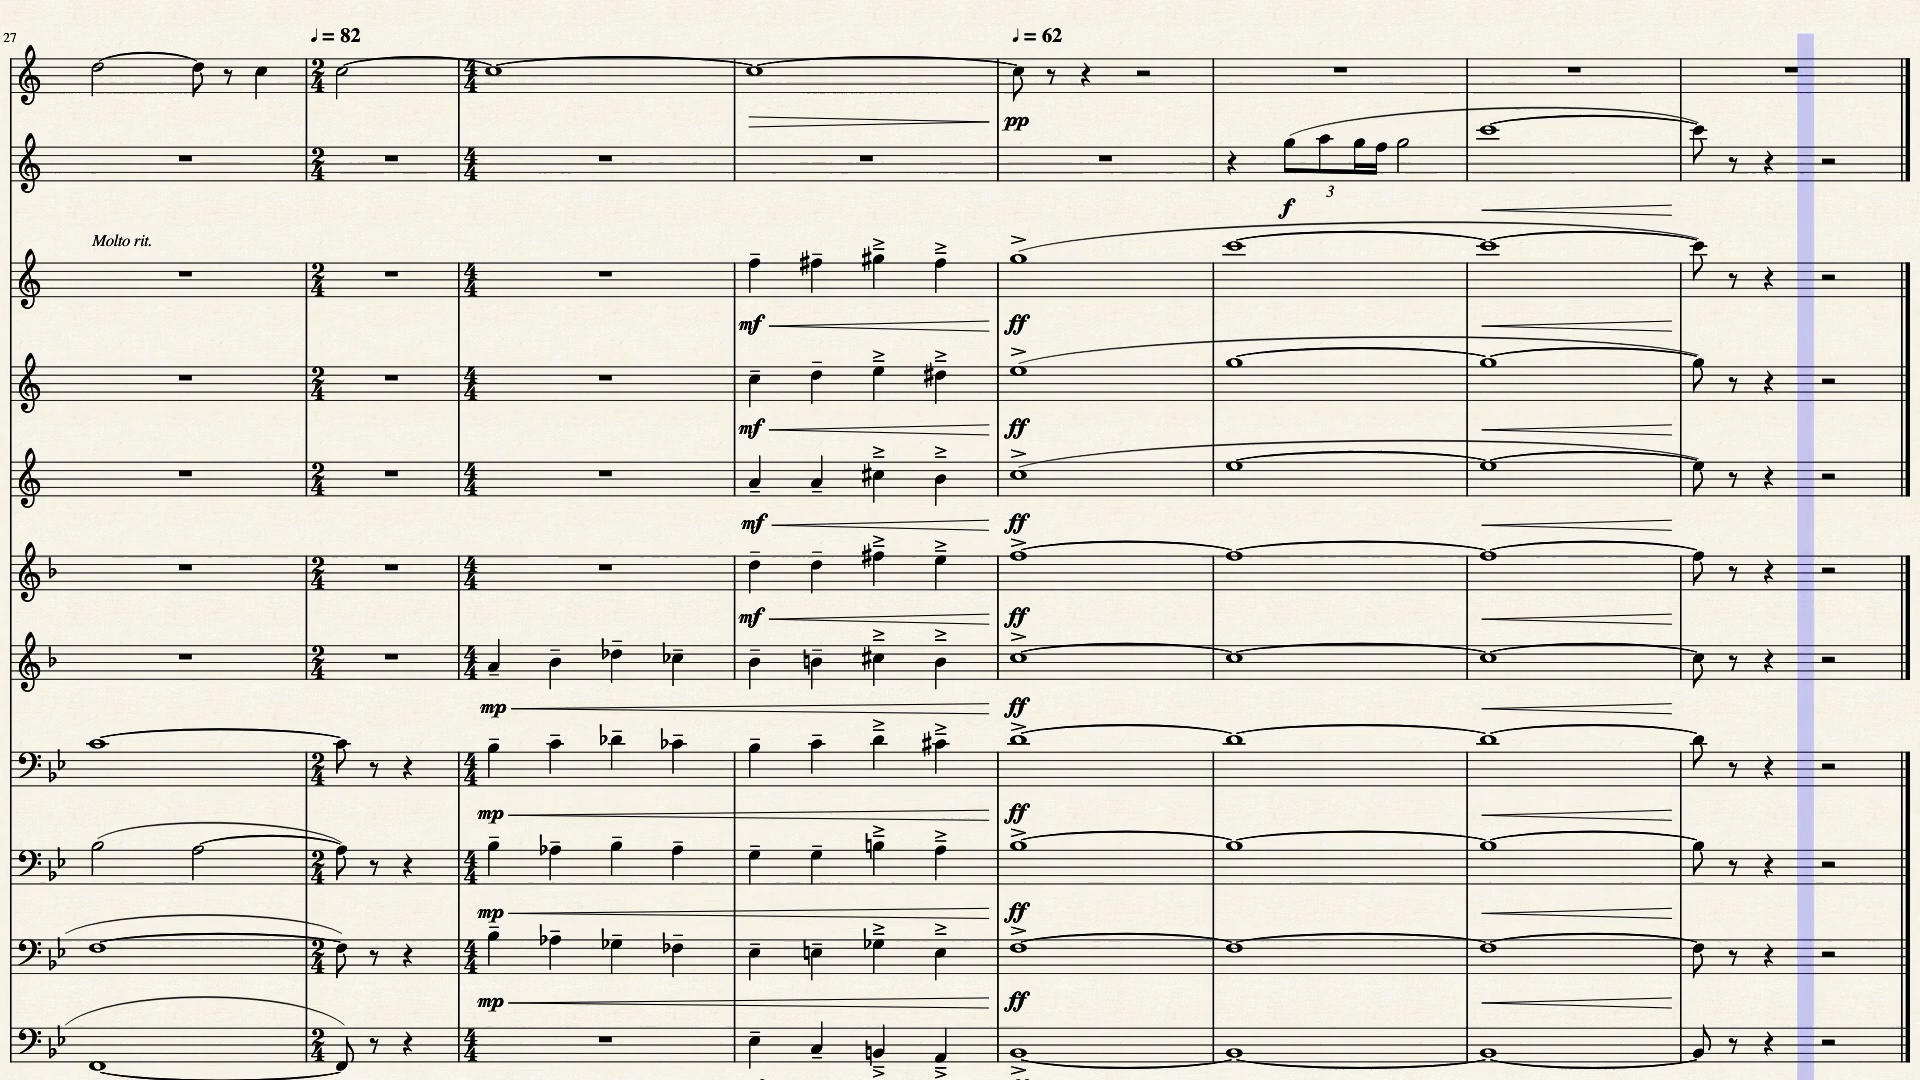 27
♩ = 82
♩ = 62
pp
3
f
Molto rit.
mf ff
mf ff
mf ff
mf ff
mp ff
mp ff
mp ff
mp ff